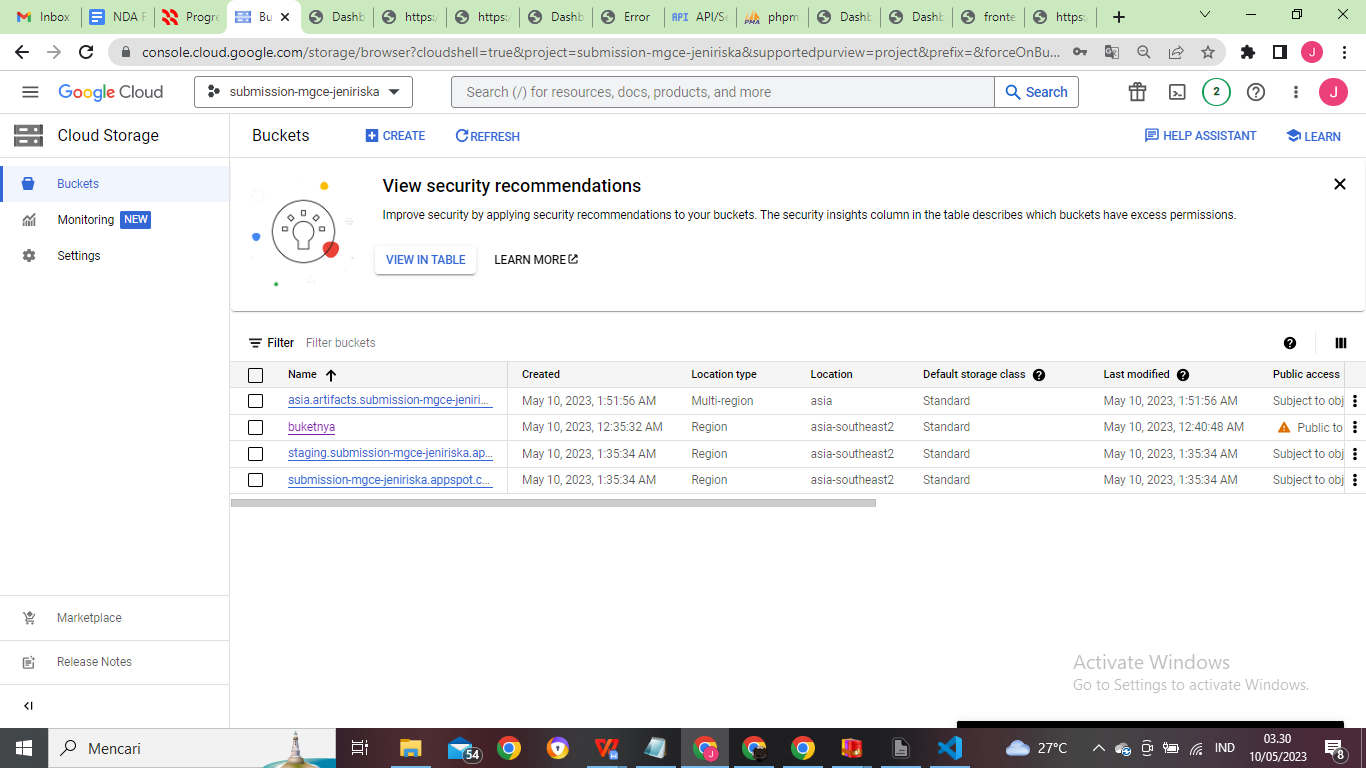 Inbox
NDA F
Progre
Bu
Dashb
https:/
https:/
Dashb
Error
API API/Se
phpm
Dashb
Dashb
fronte
https:/
console.cloud.google.com/storage/browser?cloudshell=true&project=submission-mgce-jeniriska&supportedpurview=project&prefix=&forceOnBu...
J
Google Cloud
submission-mgce-jeniriska
Search (/) for resources, docs, products, and more
Search
2
J
Cloud Storage
Buckets
CREATE
REFRESH
HELP ASSISTANT
LEARN
Buckets
Monitoring NEW
Settings
View security recommendations
Improve security by applying security recommendations to your buckets. The security insights column in the table describes which buckets have excess permissions.
VIEW IN TABLE
LEARN MORE
Filter Filter buckets
Name Created Location type Location Default storage class Last modified Public access
asia.artifacts.submission-mgce-jeniri... May 10, 2023, 1:51:56 AM Multi-region asia Standard May 10, 2023, 1:51:56 AM Subject to obj
buketnya May 10, 2023, 12:35:32 AM Region asia-southeast2 Standard May 10, 2023, 12:40:48 AM Public to
staging.submission-mgce-jeniriska.ap... May 10, 2023, 1:35:34 AM Region asia-southeast2 Standard May 10, 2023, 1:35:34 AM Subject to obj
submission-mgce-jeniriska.appspot.c... May 10, 2023, 1:35:34 AM Region asia-southeast2 Standard May 10, 2023, 1:35:34 AM Subject to obj
Marketplace
Release Notes
Activate Windows
Go to Settings to activate Windows.
Mencari
54
J
27°C
IND
03.30
10/05/2023
8